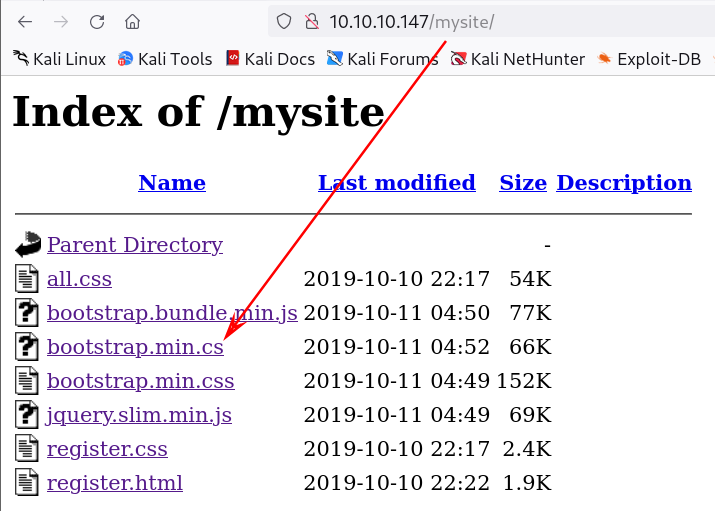 10.10.10.147/mysite/
Kali Linux Kali Tools Kali Docs Kali Forums Kali NetHunter Exploit-DB
Index of /mysite
Name Last modified Size Description
Parent Directory -
all.css 2019-10-10 22:17 54K
bootstrap.bundle.min.js 2019-10-11 04:50 77K
bootstrap.min.cs 2019-10-11 04:52 66K
bootstrap.min.css 2019-10-11 04:49 152K
jquery.slim.min.js 2019-10-11 04:49 69K
register.css 2019-10-10 22:17 2.4K
register.html 2019-10-10 22:22 1.9K